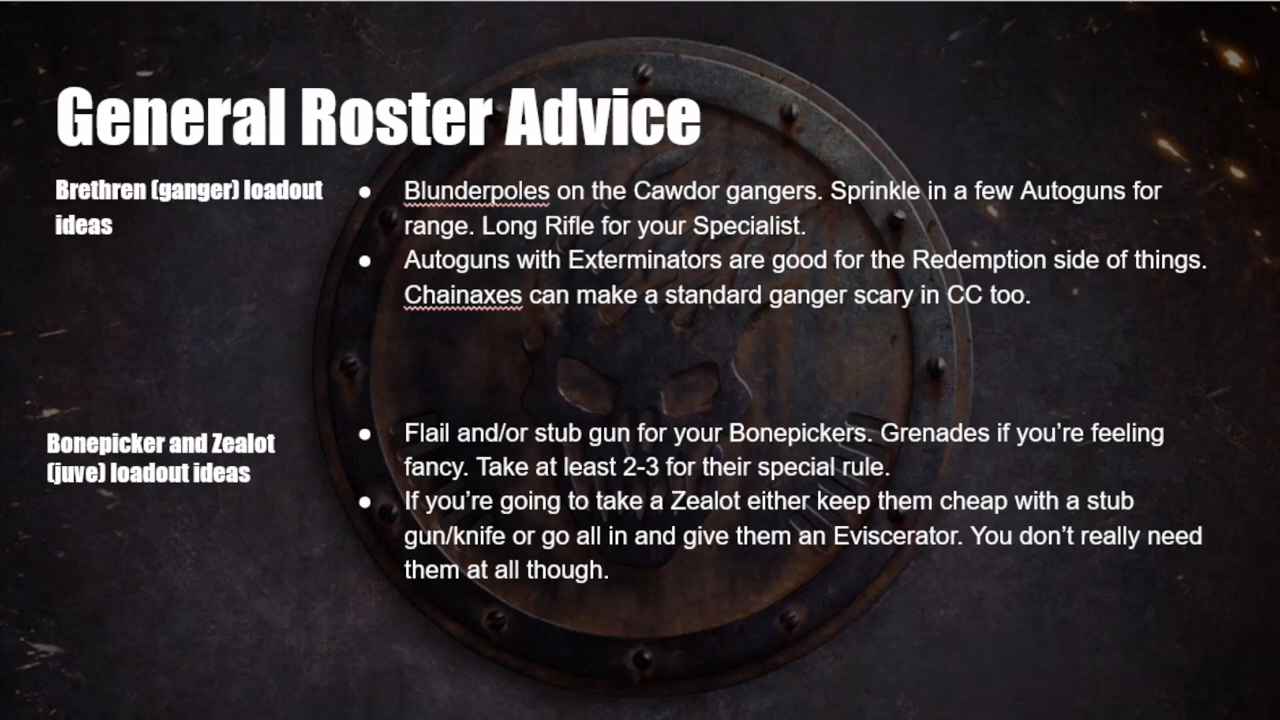 General Roster Advice
Brethren (ganger) loadout
ideas
● Blunderpoles on the Cawdor gangers. Sprinkle in a few Autoguns for
range. Long Rifle for your Specialist.
● Autoguns with Exterminators are good for the Redemption side of things.
Chainaxes can make a standard ganger scary in CC too.
Bonepicker and Zealot
(juve) loadout ideas
● Flail and/or stub gun for your Bonepickers. Grenades if you’re feeling
fancy. Take at least 2-3 for their special rule.
● If you’re going to take a Zealot either keep them cheap with a stub
gun/knife or go all in and give them an Eviscerator. You don’t really need
them at all though.